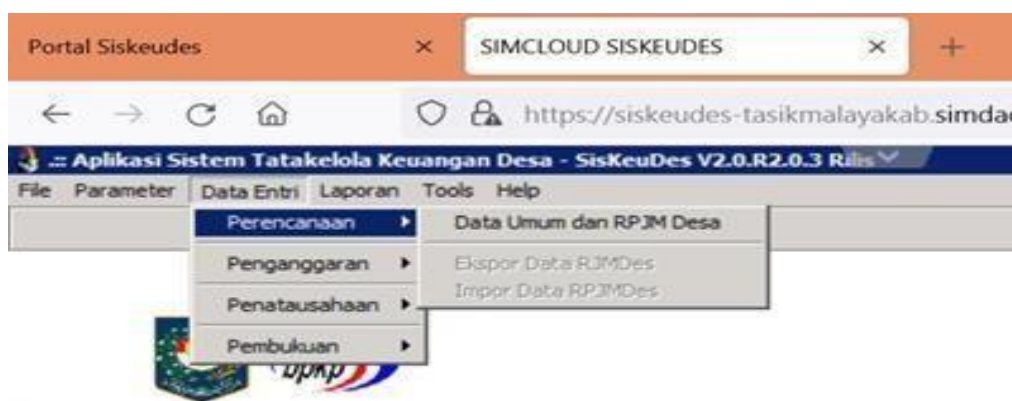 Portal Siskeudes × SIMCLOUD SISKEUDES × +
https://siskeudes-tasikmalayakab.simda
.:: Aplikasi Sistem Tatakelola Keuangan Desa - SisKeuDes V2.0.R2.0.3 Rilis
File Parameter Data Entri Laporan Tools Help
Perencanaan Data Umum dan RPJM Desa
Penganggaran Ekspor Data RJMDes
Impor Data RPJMDes
Penatausahaan
Pembukuan
bpkp